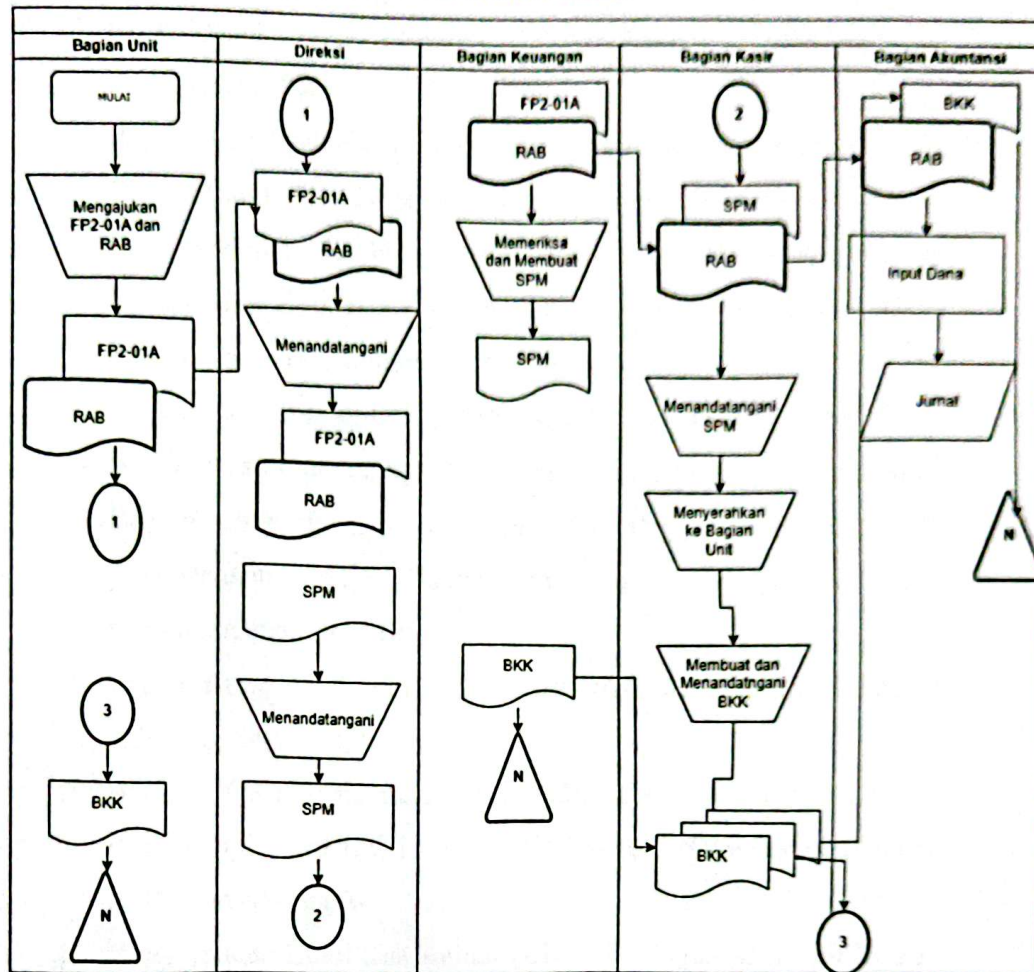 Bagian Unit
Direksi
Bagian Keuangan
Bagian Kasir
Bagian Akuntansi
MULAI
Mengajukan
FP2-01A dan
RAB
FP2-01A
RAB
1
3
BKK
N
1
FP2-01A
RAB
Menandatangani
FP2-01A
RAB
SPM
Menandatangani
SPM
2
FP2-01A
RAB
Memeriksa
dan Membuat
SPM
SPM
BKK
N
2
SPM
RAB
Menandatangani
SPM
Menyerahkan
ke Bagian
Unit
Membuat dan
Menandatngani
BKK
BKK
3
BKK
RAB
Input Dana
Jurnal
N